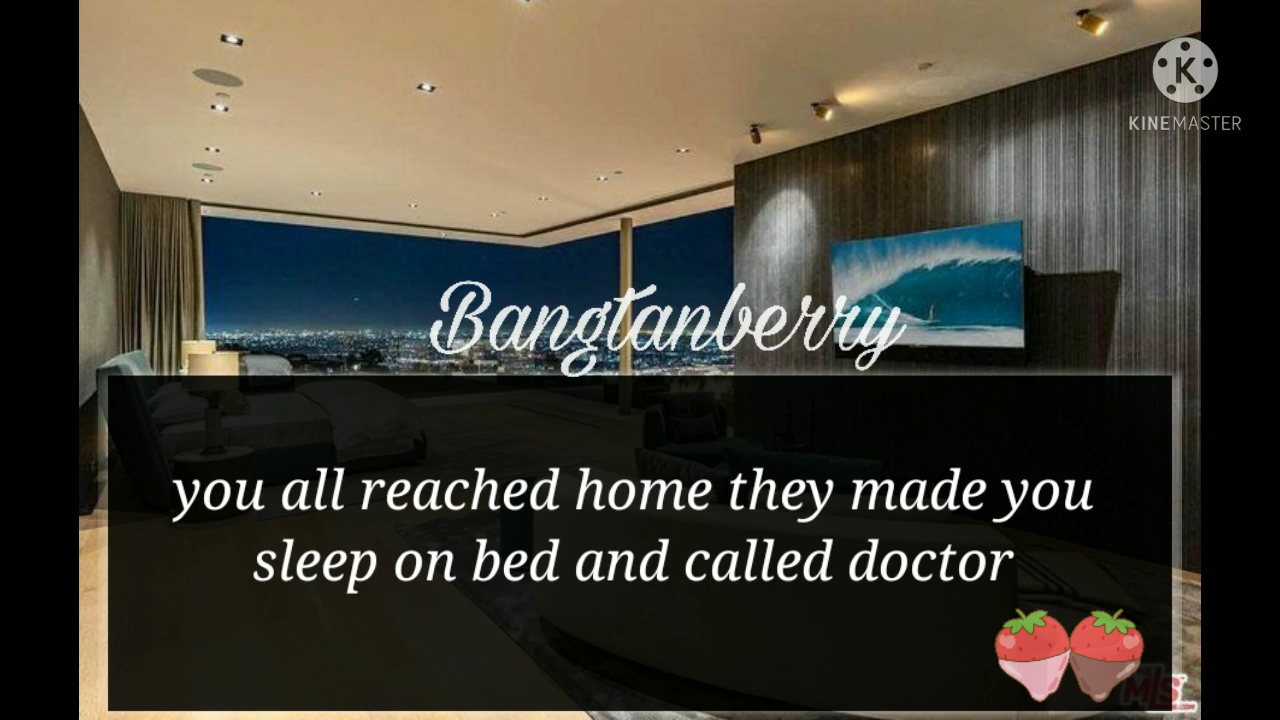 K
KINEMASTER
Bangtanberry
you all reached home they made you
sleep on bed and called doctor